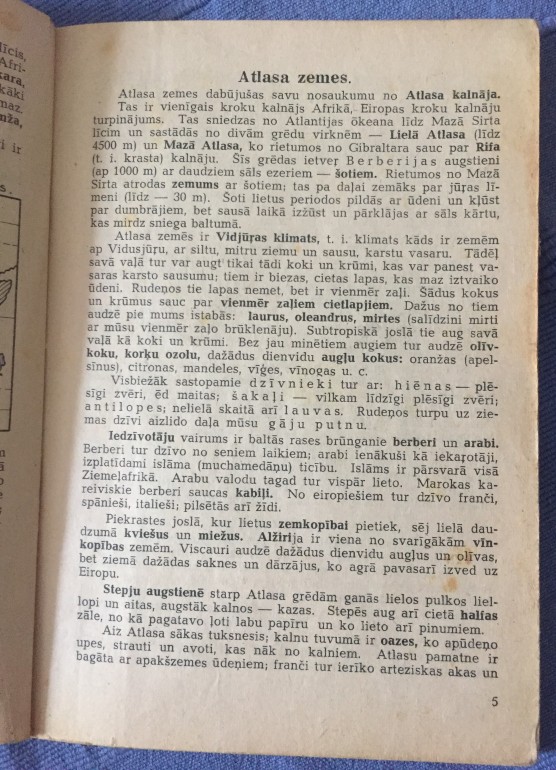 līcis,
Afri-
kara,
kāki
maz.
nža,
ti ir
s.
Atlasa zemes.
Atlasa zemes dabūjušas savu nosaukumu no Atlasa kalnāja.
Tas ir vienīgais kroku kalnājs Afrikā, Eiropas kroku kalnāju
turpinājums. Tas sniedzas no Atlantijas ōkeana līdz Mazā Sirta
līcim un sastādās no divām grēdu virknēm — Lielā Atlasa (līdz
4500 m) un Mazā Atlasa, ko rietumos no Gibraltara sauc par Rifa
(t. i. krasta) kalnāju. Šīs grēdas ietver Berberijas augstieni
(ap 1000 m) ar daudziem sāls ezeriem — šotiem. Rietumos no Mazā
Sirta atrodas zemums ar šotiem; tas pa daļai zemāks par jūras lī-
meni (līdz — 30 m). Šoti lietus periodos pildās ar ūdeni un kļūst
par dumbrājiem, bet sausā laikā izžūst un pārklājas ar sāls kārtu,
kas mirdz sniega baltumā.
Atlasa zemēs ir Vidjūras klimats, t. i. klimats kāds ir zemēm
ap Vidusjūru, ar siltu, mitru ziemu un sausu, karstu vasaru. Tādēļ
savā vaļā tur var augt tikai tādi koki un krūmi, kas var panest va-
saras karsto sausumu; tiem ir biezas, cietas lapas, kas maz iztvaiko
ūdeni. Rudeņos tie lapas nemet, bet ir vienmēr zaļi. Šādus kokus
un krūmus sauc par vienmēr zaļiem cietlapjiem. Dažus no tiem
audzē pie mums istabās: laurus, oleandrus, mirtes (salīdzini mirti
ar mūsu vienmēr zaļo brūklenāju). Subtropiskā joslā tie aug savā
vaļā kā koki un krūmi. Bez jau minētiem augiem tur audzē olīv-
koku, korķu ozolu, dažādus dienvidu augļu kokus: oranžas (apel-
sīnus), citronas, mandeles, vīģes, vīnogas u. c.
Visbiežāk sastopamie dzīvnieki tur ar: hiēnas — plē-
sīgi zvēri, ēd maitas; šakaļi — vilkam līdzīgi plēsīgi zvēri;
antilopes; nelielā skaitā arī lauvas. Rudeņos turpu uz zie-
mas dzīvi aizlido daļa mūsu gāju putnu.
Iedzīvotāju vairums ir baltās rases brūnganie berberi un arabi.
Berberi tur dzīvo no seniem laikiem; arabi ienākuši kā iekaŗotāji,
izplatīdami islāma (muchamedāņu) ticību. Islāms ir pārsvarā visā
Ziemeļafrikā. Arabu valodu tagad tur vispār lieto. Marokas ka-
reiviskie berberi saucas kabiļi. No eiropiešiem tur dzīvo franči,
spānieši, italieši; pilsētās arī žīdi.
Piekrastes joslā, kur lietus zemkopībai pietiek, sēj lielā dau-
dzumā kviešus un miežus. Alžirija ir viena no svarīgākām vīn-
kopības zemēm. Viscauri audzē dažādus dienvidu augļus un olīvas,
bet ziemā dažādas saknes un dārzājus, ko agrā pavasarī izved uz
Eiropu.
Stepju augstienē starp Atlasa grēdām ganās lielos pulkos liel-
lopi un aitas, augstāk kalnos — kazas. Stepēs aug arī cietā halfas
zāle, no kā pagatavo ļoti labu papīru un ko lieto arī pinumiem.
Aiz Atlasa sākas tuksnesis; kalnu tuvumā ir oazes, ko apūdeņo
upes, strauti un avoti, kas nāk no kalniem. Atlasu pamatne ir
bagāta ar apakšzemes ūdeņiem; franči tur ierīko arteziskas akas un
5